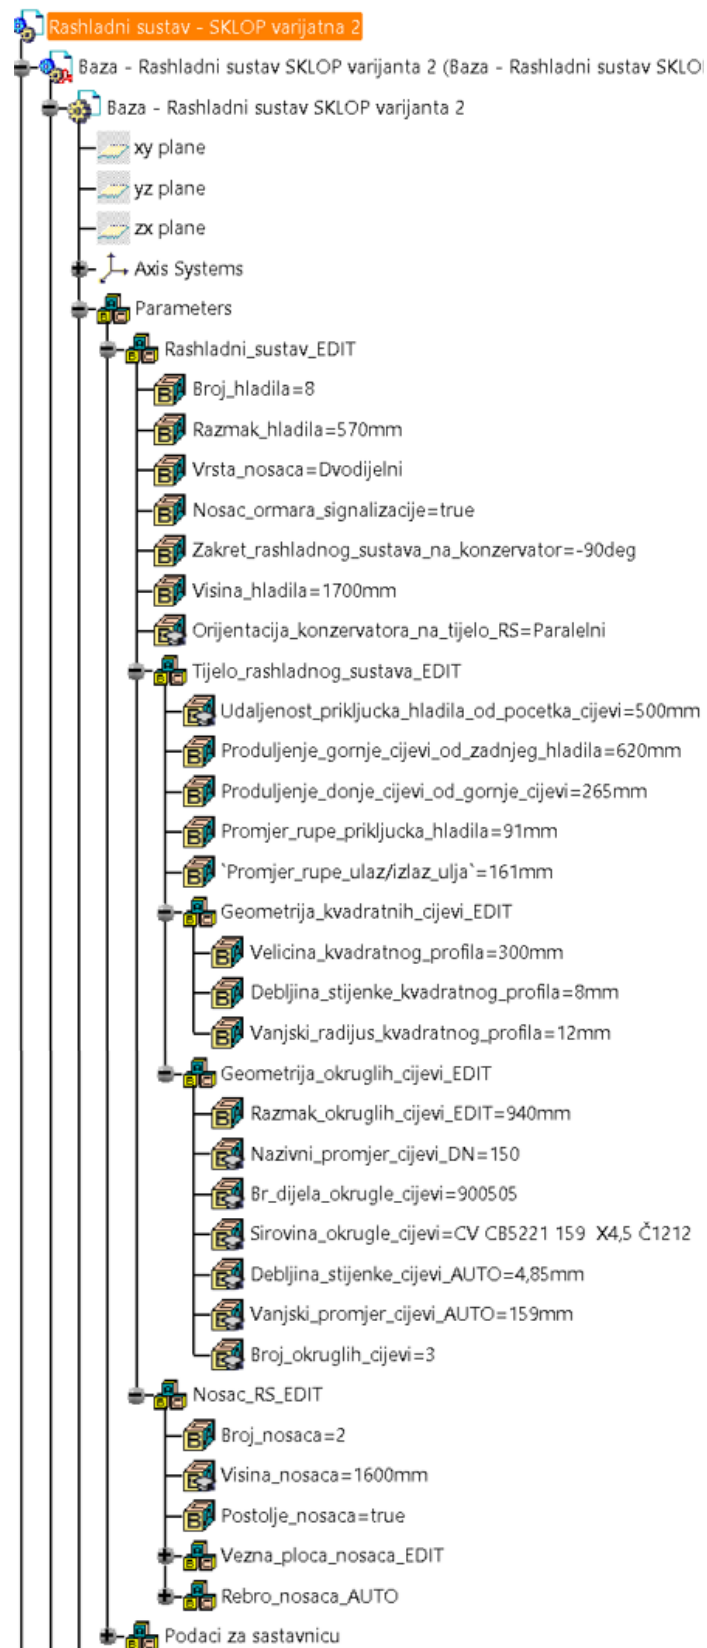 Rashladni sustav - SKLOP varijatna 2
Baza - Rashladni sustav SKLOP varijanta 2 (Baza - Rashladni sustav SKLO
Baza - Rashladni sustav SKLOP varijanta 2
xy plane
yz plane
zx plane
Axis Systems
Parameters
Rashladni_sustav_EDIT
Broj_hladila=8
Razmak_hladila=570mm
Vrsta_nosaca=Dvodijelni
Nosac_ormara_signalizacije=true
Zakret_rashladnog_sustava_na_konzervator=-90deg
Visina_hladila=1700mm
Orijentacija_konzervatora_na_tijelo_RS=Paralelni
Tijelo_rashladnog_sustava_EDIT
Udaljenost_prikljucka_hladila_od_pocetka_cijevi=500mm
Produljenje_gornje_cijevi_od_zadnjeg_hladila=620mm
Produljenje_donje_cijevi_od_gornje_cijevi=265mm
Promjer_rupe_prikljucka_hladila=91mm
`Promjer_rupe_ulaz/izlaz_ulja`=161mm
Geometrija_kvadratnih_cijevi_EDIT
Velicina_kvadratnog_profila=300mm
Debljina_stijenke_kvadratnog_profila=8mm
Vanjski_radijus_kvadratnog_profila=12mm
Geometrija_okruglih_cijevi_EDIT
Razmak_okruglih_cijevi_EDIT=940mm
Nazivni_promjer_cijevi_DN=150
Br_dijela_okrugle_cijevi=900505
Sirovina_okrugle_cijevi=CV CB5221 159 X4,5 Č1212
Debljina_stijenke_cijevi_AUTO=4,85mm
Vanjski_promjer_cijevi_AUTO=159mm
Broj_okruglih_cijevi=3
Nosac_RS_EDIT
Broj_nosaca=2
Visina_nosaca=1600mm
Postolje_nosaca=true
Vezna_ploca_nosaca_EDIT
Rebro_nosaca_AUTO
Podaci za sastavnicu